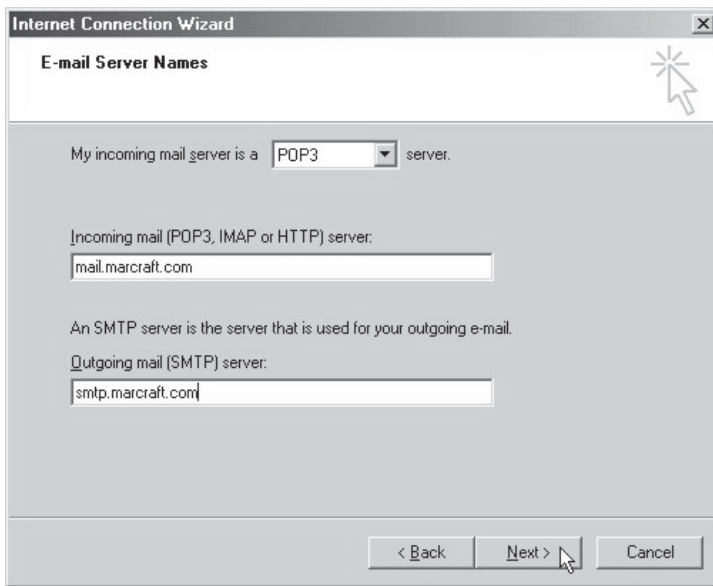 Internet Connection Wizard
E-mail Server Names
My incoming mail server is a POP3 server.
Incoming mail (POP3, IMAP or HTTP) server:
mail.marcraft.com
An SMTP server is the server that is used for your outgoing e-mail.
Outgoing mail (SMTP) server:
smtp.marcraft.com
< Back Next > Cancel